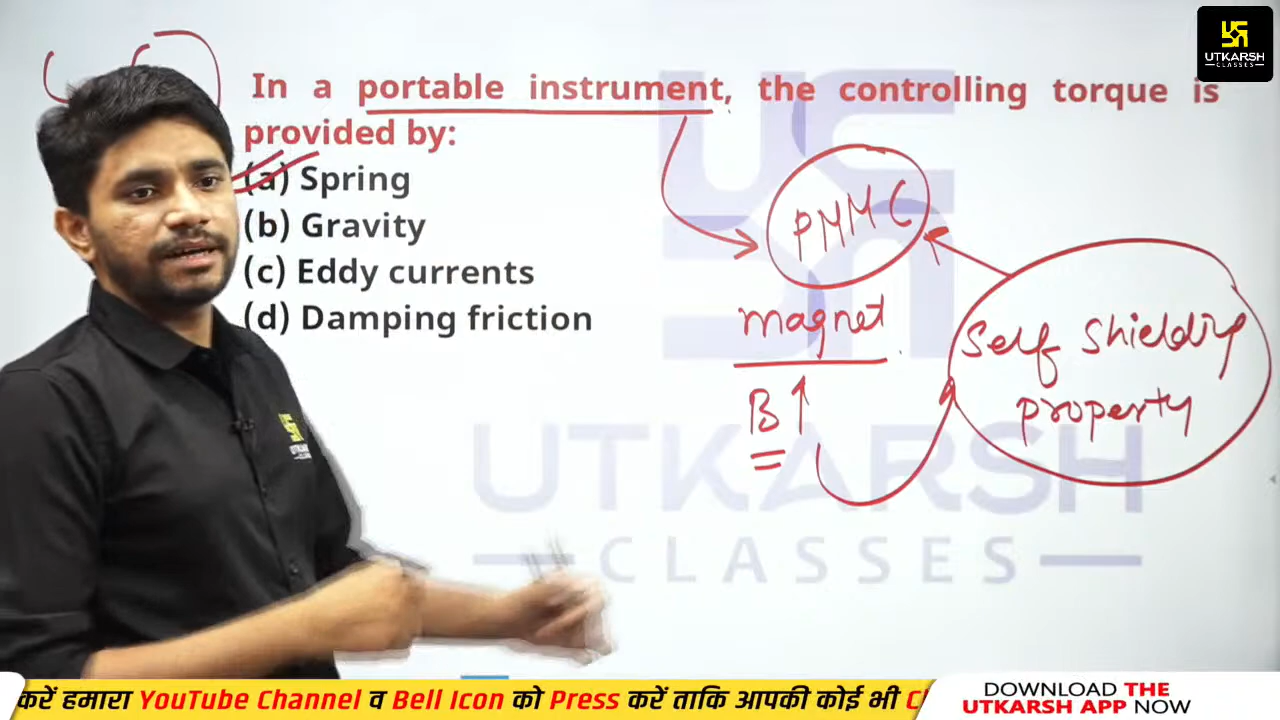 UTKARSH
CLASSES
In a portable instrument, the controlling torque is
provided by:
(a) Spring
(b) Gravity
(c) Eddy currents
(d) Damping friction
PMMC
magnet
B↑
Self Shielding
property
UTKARSH
CLASSES
UTKARSH
करें हमारा YouTube Channel व Bell Icon को Press करें ताकि आपकी कोई भी
DOWNLOAD THE
UTKARSH APP NOW